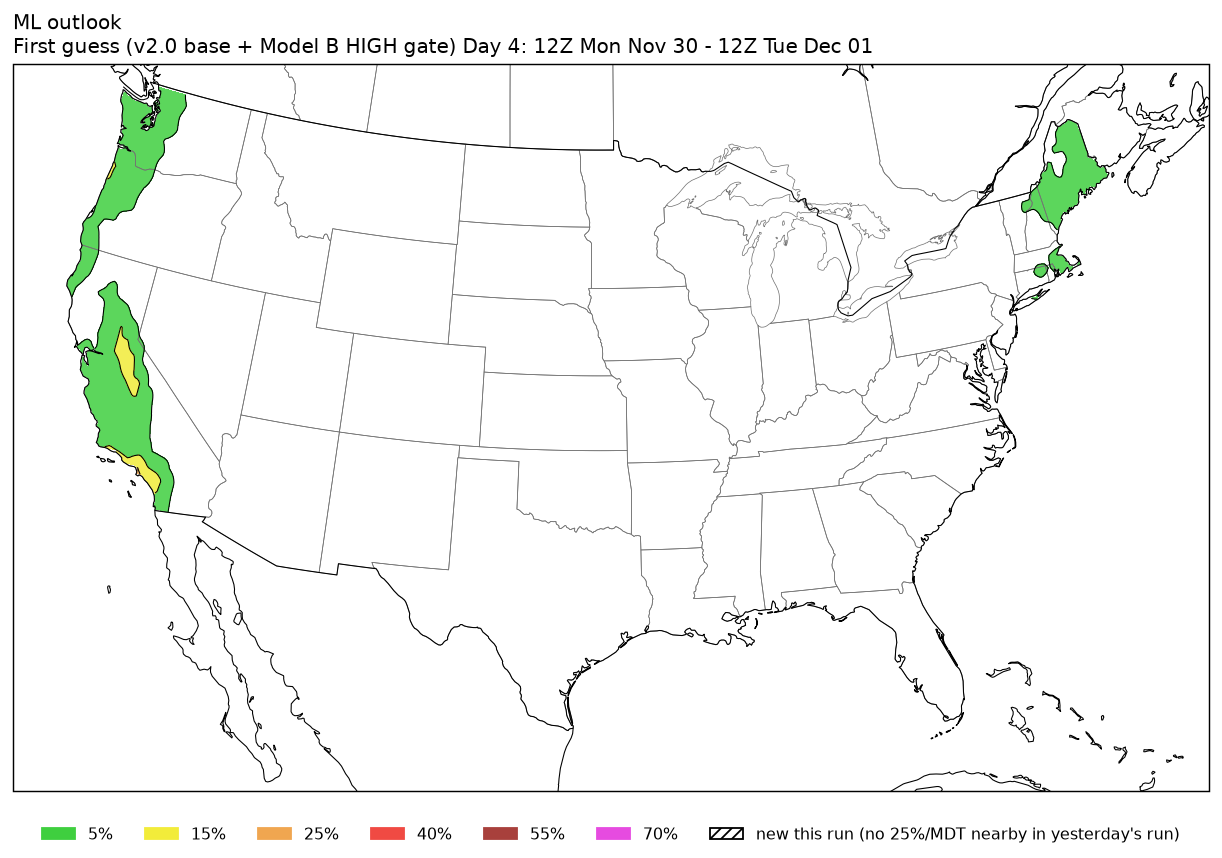 ML outlook
First guess (v2.0 base + Model B HIGH gate) Day 4: 12Z Mon Nov 30 - 12Z Tue Dec 01
5% 15% 25% 40% 55% 70% new this run (no 25%/MDT nearby in yesterday's run)